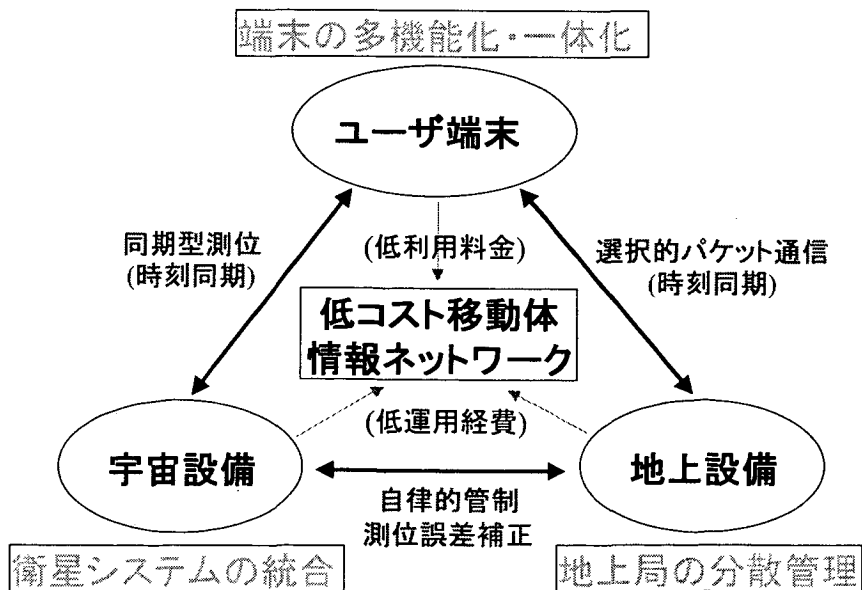 端末の多機能化・一体化
ユーザ端末
同期型測位
(時刻同期)
(低利用料金)
選択的パケット通信
(時刻同期)
低コスト移動体
情報ネットワーク
(低運用経費)
宇宙設備
地上設備
自律的管制
測位誤差補正
衛星システムの統合
地上局の分散管理